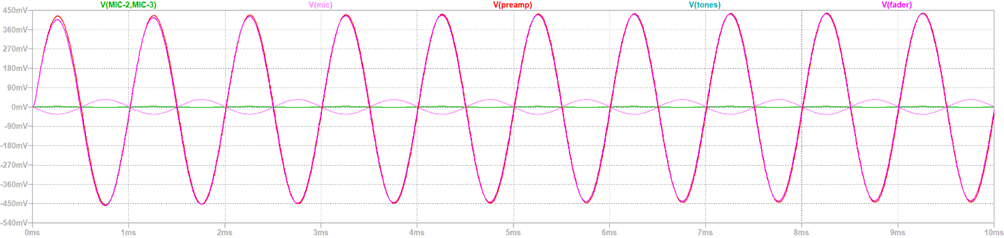 V(MIC-2,MIC-3) V(mic) V(preamp) V(tones) V(fader)
450mV
360mV
270mV
180mV
90mV
0mV
-90mV
-180mV
-270mV
-360mV
-450mV
-540mV
0ms 1ms 2ms 3ms 4ms 5ms 6ms 7ms 8ms 9ms 10ms